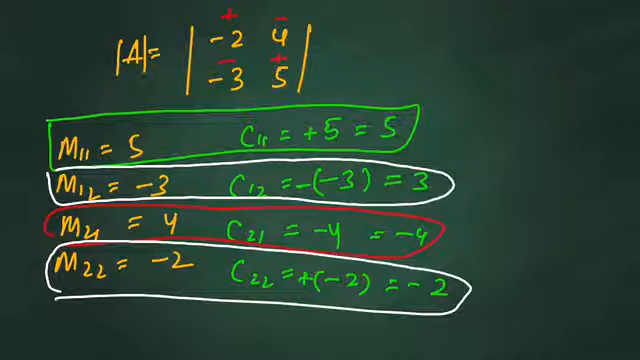 + −
|A| = | −2 4 |
− +
| −3 5 |
M₁₁ = 5 C₁₁ = +5 = 5
M₁₂ = −3 C₁₂ = −(−3) = 3
M₂₁ = 4 C₂₁ = −4 = −4
M₂₂ = −2 C₂₂ = +(−2) = −2